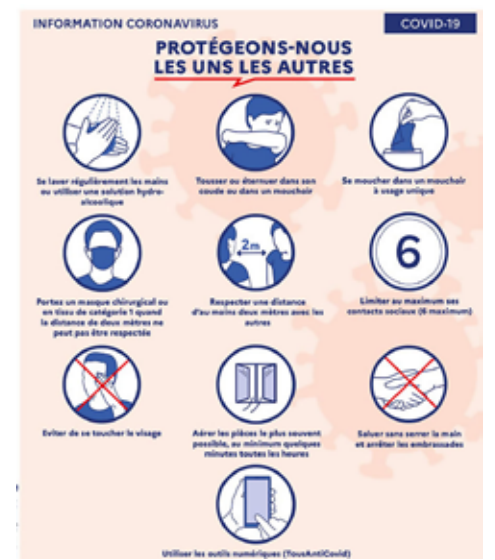 INFORMATION CORONAVIRUS
COVID-19
PROTÉGEONS-NOUS
LES UNS LES AUTRES
Se laver régulièrement les mains
ou utiliser une solution hydro-
alcoolique
Tousser ou éternuer dans son
coude ou dans un mouchoir
Se moucher dans un mouchoir
à usage unique
Portez un masque chirurgical ou
en tissu de catégorie 1 quand
la distance de deux mètres ne
peut pas être respectée
2m
Respecter une distance
d'au moins deux mètres avec les
autres
6
Limiter au maximum ses
contacts sociaux (6 maximum)
Eviter de se toucher le visage
Aérer les pièces le plus souvent
possible, au minimum quelques
minutes toutes les heures
Saluer sans serrer la main
et arrêter les embrassades
Utiliser les outils numériques (TousAntiCovid)